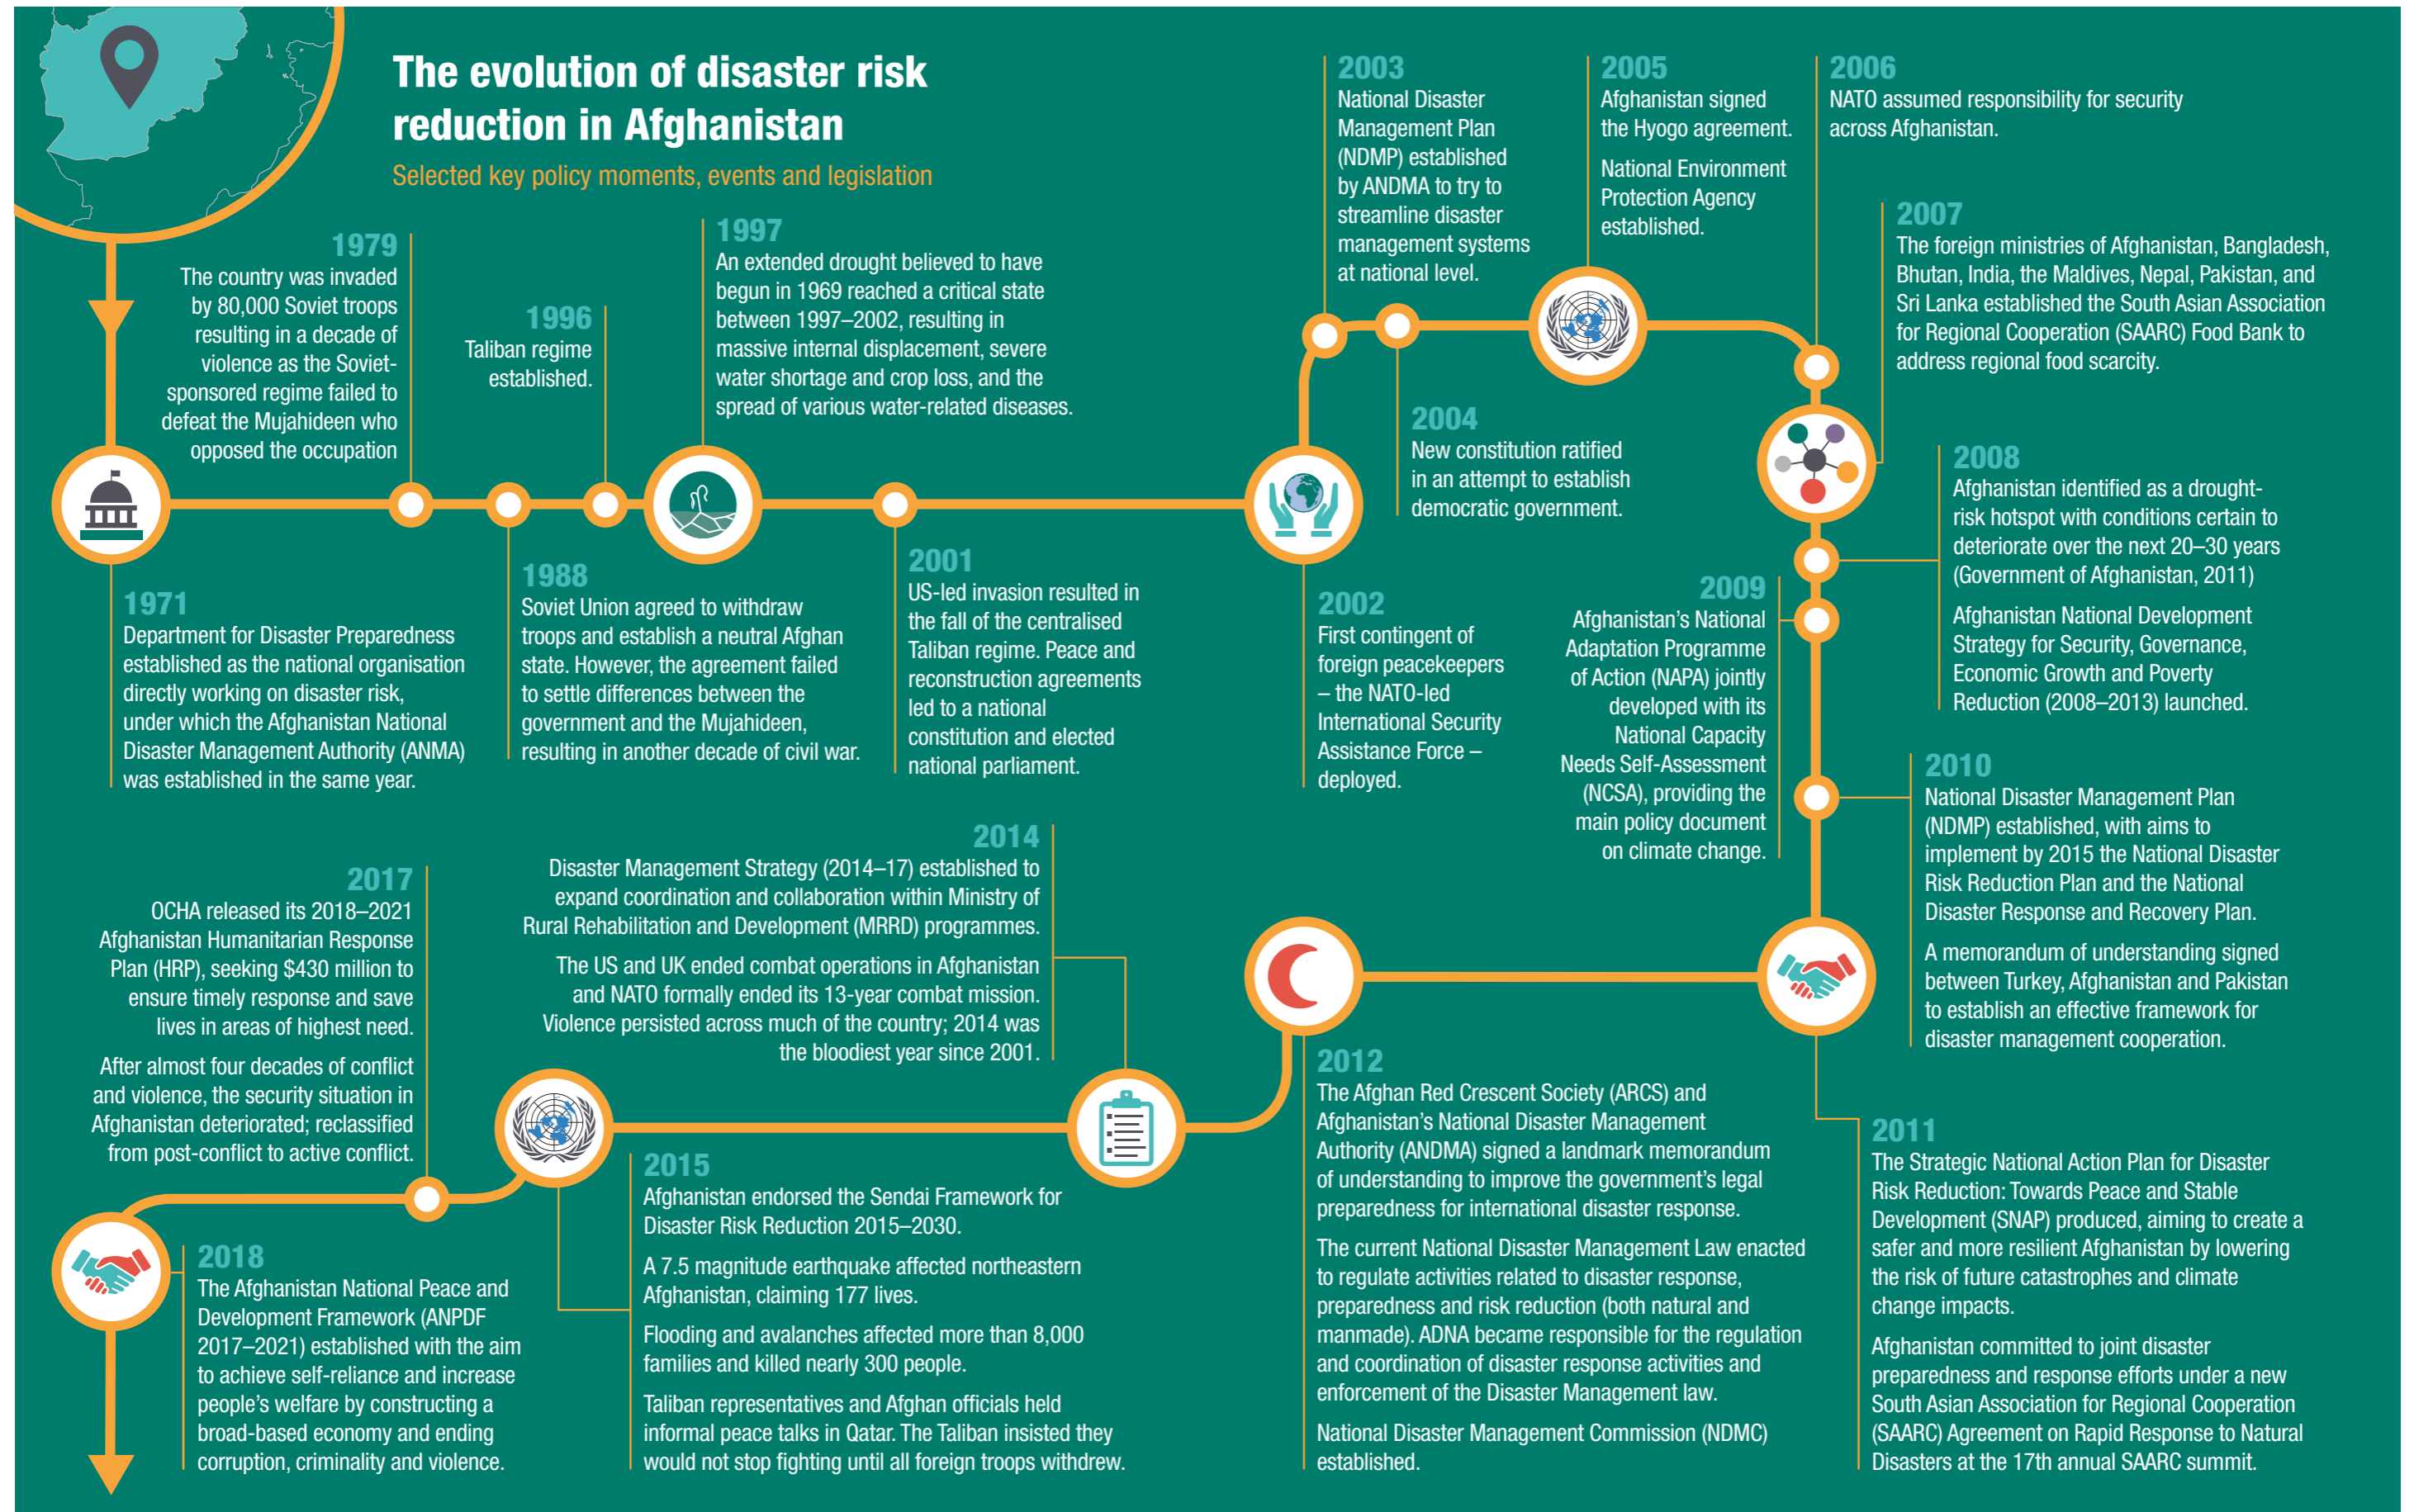 The evolution of disaster risk
reduction in Afghanistan
Selected key policy moments, events and legislation
1971
Department for Disaster Preparedness
established as the national organisation
directly working on disaster risk,
under which the Afghanistan National
Disaster Management Authority (ANMA)
was established in the same year.
1979
The country was invaded
by 80,000 Soviet troops
resulting in a decade of
violence as the Soviet-
sponsored regime failed to
defeat the Mujahideen who
opposed the occupation
1988
Soviet Union agreed to withdraw
troops and establish a neutral Afghan
state. However, the agreement failed
to settle differences between the
government and the Mujahideen,
resulting in another decade of civil war.
1996
Taliban regime
established.
1997
An extended drought believed to have
begun in 1969 reached a critical state
between 1997–2002, resulting in
massive internal displacement, severe
water shortage and crop loss, and the
spread of various water-related diseases.
2001
US-led invasion resulted in
the fall of the centralised
Taliban regime. Peace and
reconstruction agreements
led to a national
constitution and elected
national parliament.
2002
First contingent of
foreign peacekeepers
– the NATO-led
International Security
Assistance Force –
deployed.
2003
National Disaster
Management Plan
(NDMP) established
by ANDMA to try to
streamline disaster
management systems
at national level.
2004
New constitution ratified
in an attempt to establish
democratic government.
2005
Afghanistan signed
the Hyogo agreement.
National Environment
Protection Agency
established.
2006
NATO assumed responsibility for security
across Afghanistan.
2007
The foreign ministries of Afghanistan, Bangladesh,
Bhutan, India, the Maldives, Nepal, Pakistan, and
Sri Lanka established the South Asian Association
for Regional Cooperation (SAARC) Food Bank to
address regional food scarcity.
2008
Afghanistan identified as a drought-
risk hotspot with conditions certain to
deteriorate over the next 20–30 years
(Government of Afghanistan, 2011)
Afghanistan National Development
Strategy for Security, Governance,
Economic Growth and Poverty
Reduction (2008–2013) launched.
2009
Afghanistan's National
Adaptation Programme
of Action (NAPA) jointly
developed with its
National Capacity
Needs Self-Assessment
(NCSA), providing the
main policy document
on climate change.
2010
National Disaster Management Plan
(NDMP) established, with aims to
implement by 2015 the National Disaster
Risk Reduction Plan and the National
Disaster Response and Recovery Plan.
A memorandum of understanding signed
between Turkey, Afghanistan and Pakistan
to establish an effective framework for
disaster management cooperation.
2011
The Strategic National Action Plan for Disaster
Risk Reduction: Towards Peace and Stable
Development (SNAP) produced, aiming to create a
safer and more resilient Afghanistan by lowering
the risk of future catastrophes and climate
change impacts.
Afghanistan committed to joint disaster
preparedness and response efforts under a new
South Asian Association for Regional Cooperation
(SAARC) Agreement on Rapid Response to Natural
Disasters at the 17th annual SAARC summit.
2012
The Afghan Red Crescent Society (ARCS) and
Afghanistan's National Disaster Management
Authority (ANDMA) signed a landmark memorandum
of understanding to improve the government's legal
preparedness for international disaster response.
The current National Disaster Management Law enacted
to regulate activities related to disaster response,
preparedness and risk reduction (both natural and
manmade). ADNA became responsible for the regulation
and coordination of disaster response activities and
enforcement of the Disaster Management law.
National Disaster Management Commission (NDMC)
established.
2014
Disaster Management Strategy (2014–17) established to
expand coordination and collaboration within Ministry of
Rural Rehabilitation and Development (MRRD) programmes.
The US and UK ended combat operations in Afghanistan
and NATO formally ended its 13-year combat mission.
Violence persisted across much of the country; 2014 was
the bloodiest year since 2001.
2015
Afghanistan endorsed the Sendai Framework for
Disaster Risk Reduction 2015–2030.
A 7.5 magnitude earthquake affected northeastern
Afghanistan, claiming 177 lives.
Flooding and avalanches affected more than 8,000
families and killed nearly 300 people.
Taliban representatives and Afghan officials held
informal peace talks in Qatar. The Taliban insisted they
would not stop fighting until all foreign troops withdrew.
2017
OCHA released its 2018–2021
Afghanistan Humanitarian Response
Plan (HRP), seeking $430 million to
ensure timely response and save
lives in areas of highest need.
After almost four decades of conflict
and violence, the security situation in
Afghanistan deteriorated; reclassified
from post-conflict to active conflict.
2018
The Afghanistan National Peace and
Development Framework (ANPDF
2017–2021) established with the aim
to achieve self-reliance and increase
people's welfare by constructing a
broad-based economy and ending
corruption, criminality and violence.